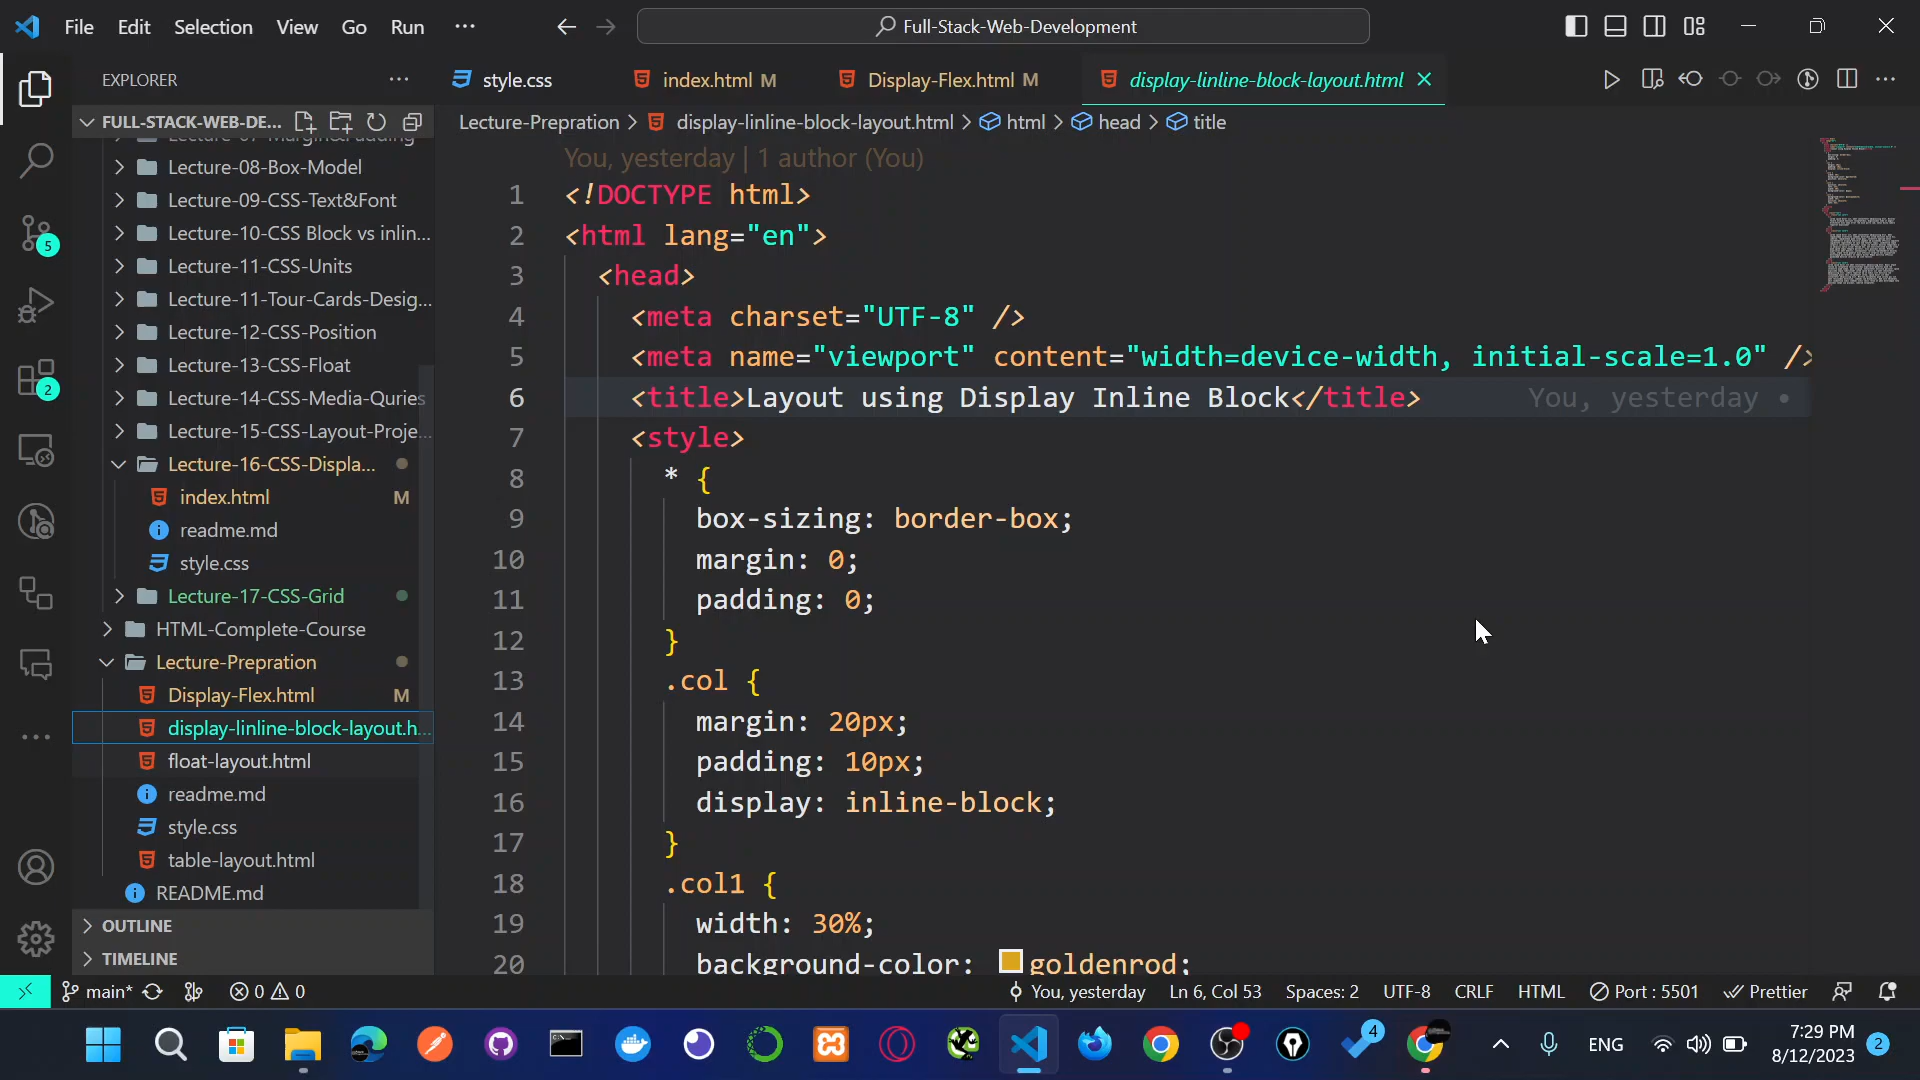 File Edit Selection View Go Run ···
Full-Stack-Web-Development
EXPLORER
style.css
index.html M
Display-Flex.html M
display-linline-block-layout.html
FULL-STACK-WEB-DE...
Lecture-Prepration > display-linline-block-layout.html > html > head > title
Lecture-08-Box-Model
Lecture-09-CSS-Text&Font
Lecture-10-CSS Block vs inlin...
Lecture-11-CSS-Units
Lecture-11-Tour-Cards-Desig...
Lecture-12-CSS-Position
Lecture-13-CSS-Float
Lecture-14-CSS-Media-Quries
Lecture-15-CSS-Layout-Proje...
Lecture-16-CSS-Displa...
index.html M
readme.md
style.css
Lecture-17-CSS-Grid
HTML-Complete-Course
Lecture-Prepration
Display-Flex.html M
display-linline-block-layout.h...
float-layout.html
readme.md
style.css
table-layout.html
README.md
OUTLINE
TIMELINE
5
2
You, yesterday | 1 author (You)
1 <!DOCTYPE html>
2 <html lang="en">
3 <head>
4 <meta charset="UTF-8" />
5 <meta name="viewport" content="width=device-width, initial-scale=1.0" />
6 <title>Layout using Display Inline Block</title> You, yesterday •
7 <style>
8 * {
9 box-sizing: border-box;
10 margin: 0;
11 padding: 0;
12 }
13 .col {
14 margin: 20px;
15 padding: 10px;
16 display: inline-block;
17 }
18 .col1 {
19 width: 30%;
20 background-color: goldenrod;
main* 0 0 You, yesterday Ln 6, Col 53 Spaces: 2 UTF-8 CRLF HTML Port : 5501 Prettier
4
ENG
7:29 PM
8/12/2023
2